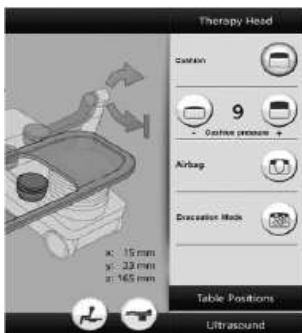 Therapy Head
Cushion
9
- Cushion pressure +
Airbag
Evacuation Mode
x: 15 mm
y: 23 mm
z: 165 mm
Table Positions
Ultrasound